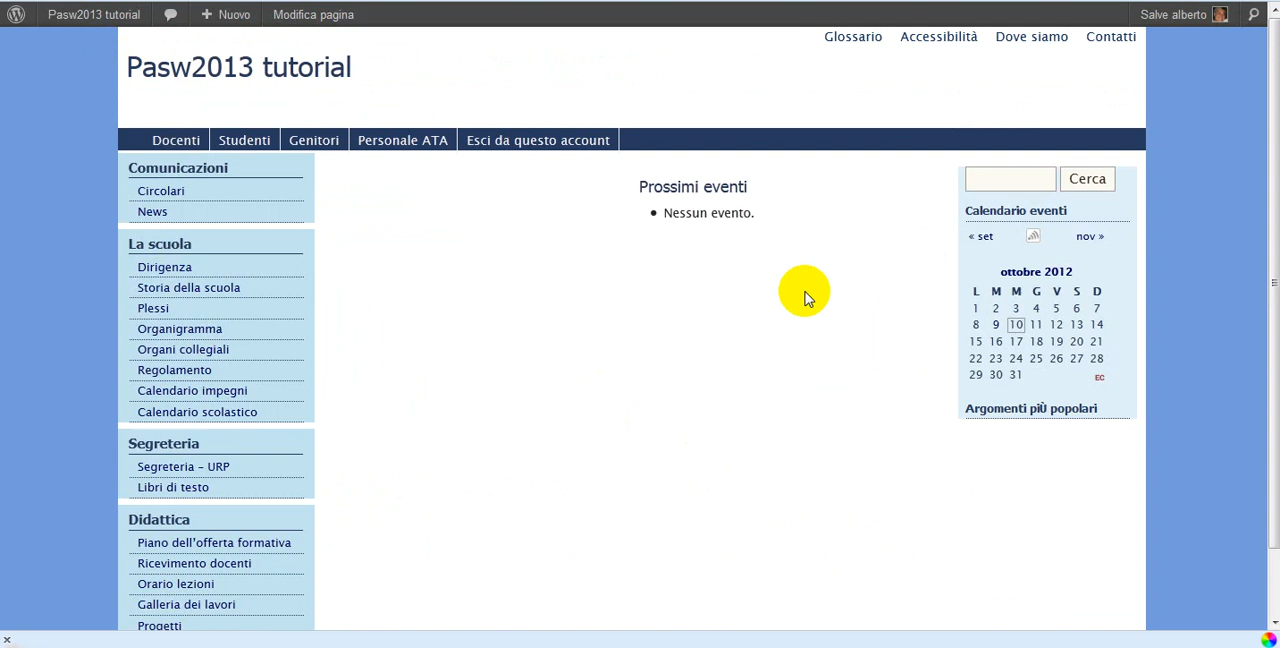 Pasw2013 tutorial
Nuovo
Modifica pagina
Salve alberto
Glossario
Accessibilità
Dove siamo
Contatti
Pasw2013 tutorial
Docenti
Studenti
Genitori
Personale ATA
Esci da questo account
Comunicazioni
Circolari
News
La scuola
Dirigenza
Storia della scuola
Plessi
Organigramma
Organi collegiali
Regolamento
Calendario impegni
Calendario scolastico
Segreteria
Segreteria – URP
Libri di testo
Didattica
Piano dell'offerta formativa
Ricevimento docenti
Orario lezioni
Galleria dei lavori
Progetti
Prossimi eventi
• Nessun evento.
Cerca
Calendario eventi
« set
nov »
ottobre 2012
L M M G V S D
1 2 3 4 5 6 7
8 9 10 11 12 13 14
15 16 17 18 19 20 21
22 23 24 25 26 27 28
29 30 31
EC
Argomenti piÙ popolari